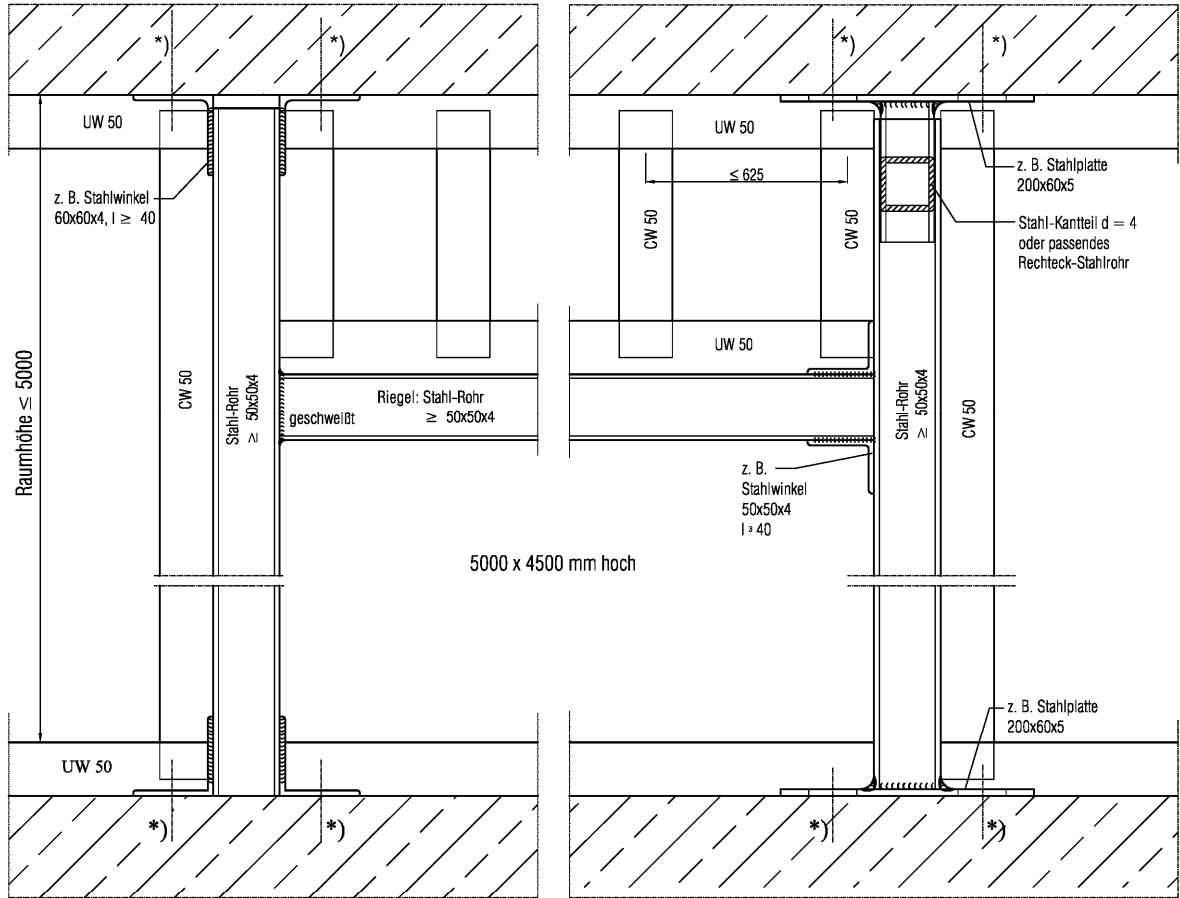 *)
*)
*)
*)
UW 50
UW 50
z. B. Stahlwinkel
60x60x4, l ≥ 40
≤ 625
z. B. Stahlplatte
200x60x5
Stahl-Kantteil d = 4
oder passendes
Rechteck-Stahlrohr
CW 50
CW 50
UW 50
Raumhöhe ≤ 5000
CW 50
Stahl-Rohr
≥ 50x50x4
geschweißt
Riegel: Stahl-Rohr
≥ 50x50x4
Stahl-Rohr
≥ 50x50x4
CW 50
z. B.
Stahlwinkel
50x50x4
l ³ 40
5000 x 4500 mm hoch
z. B. Stahlplatte
200x60x5
UW 50
*)
*)
*)
*)